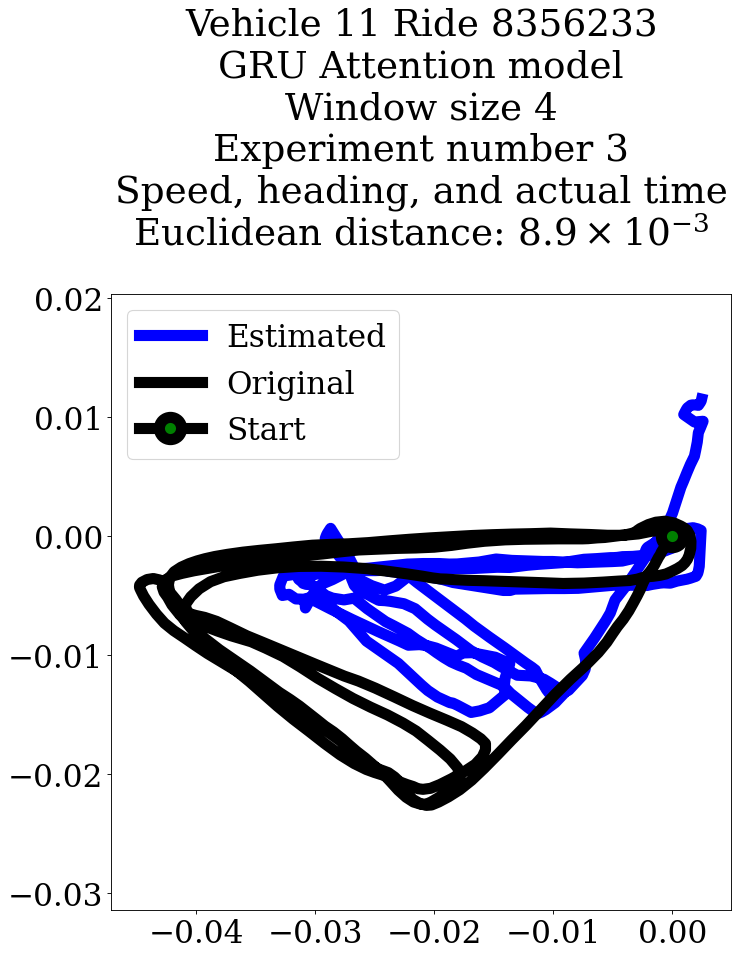 Vehicle 11 Ride 8356233
GRU Attention model
Window size 4
Experiment number 3
Speed, heading, and actual time
Euclidean distance: 8.9 × 10⁻³
0.02
Estimated
Original
Start
0.01
0.00
−0.01
−0.02
−0.03
−0.04 −0.03 −0.02 −0.01 0.00